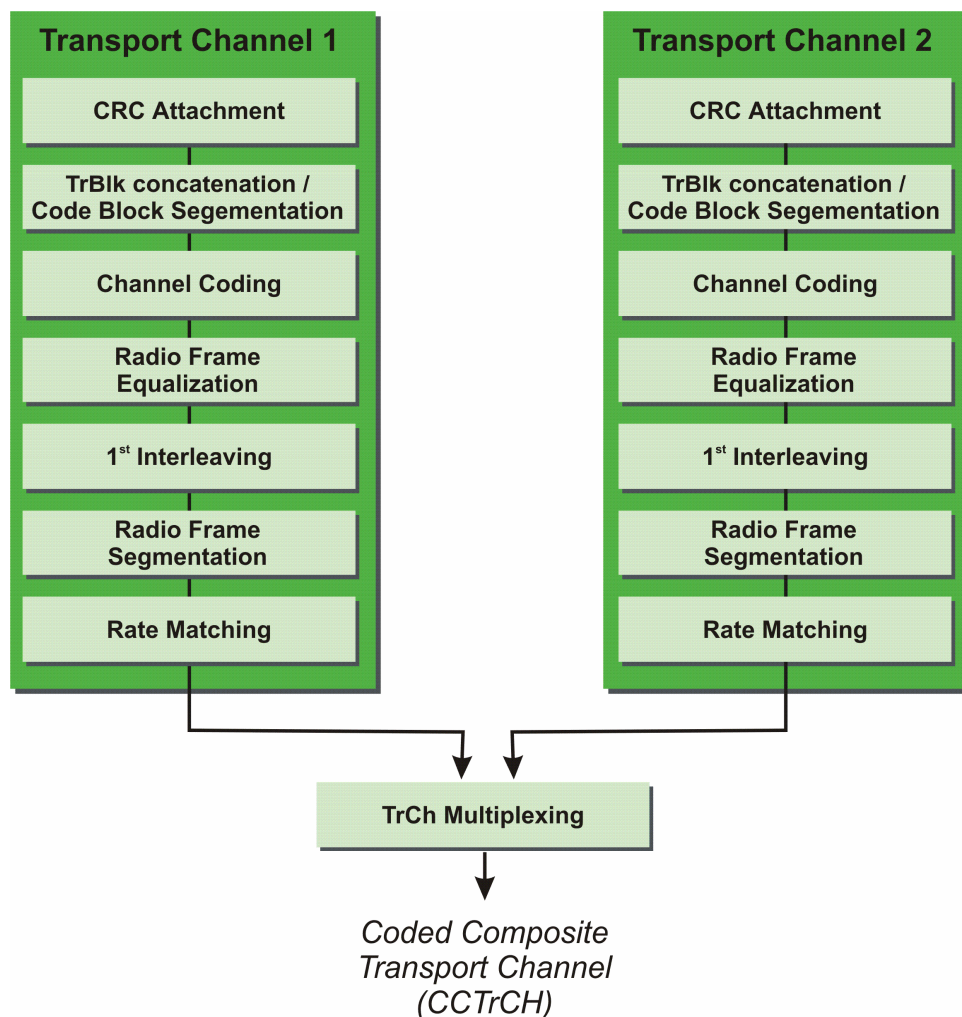 Transport Channel 1
CRC Attachment
TrBlk concatenation /
Code Block Segementation
Channel Coding
Radio Frame
Equalization
1st Interleaving
Radio Frame
Segmentation
Rate Matching
Transport Channel 2
CRC Attachment
TrBlk concatenation /
Code Block Segementation
Channel Coding
Radio Frame
Equalization
1st Interleaving
Radio Frame
Segmentation
Rate Matching
TrCh Multiplexing
Coded Composite
Transport Channel
(CCTrCH)